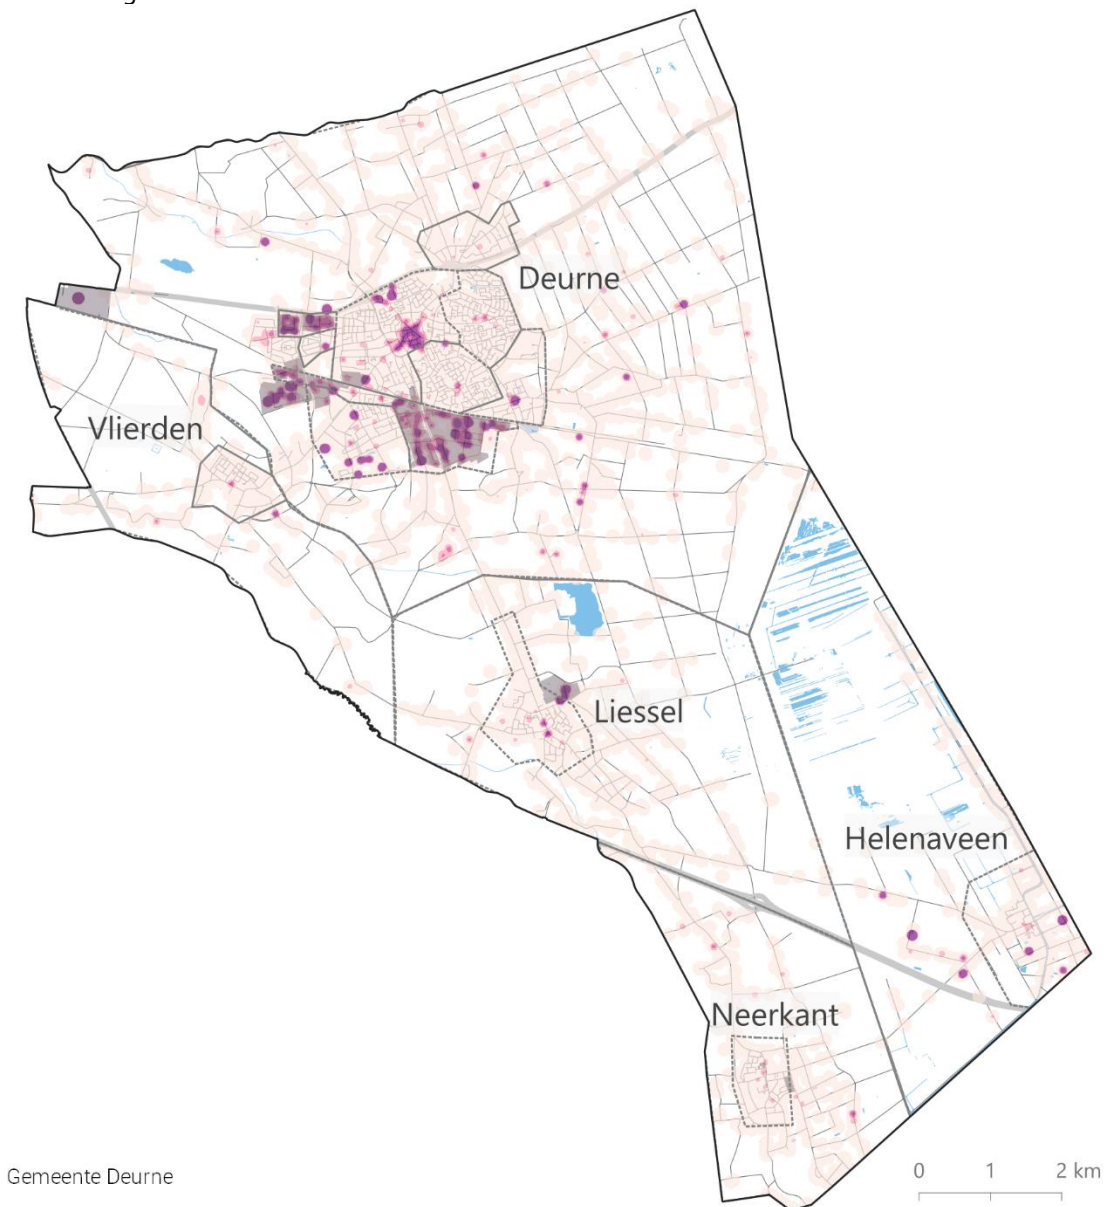 Deurne
Vlierden
Liessel
Helenaveen
Neerkant
Gemeente Deurne
0 1 2 km